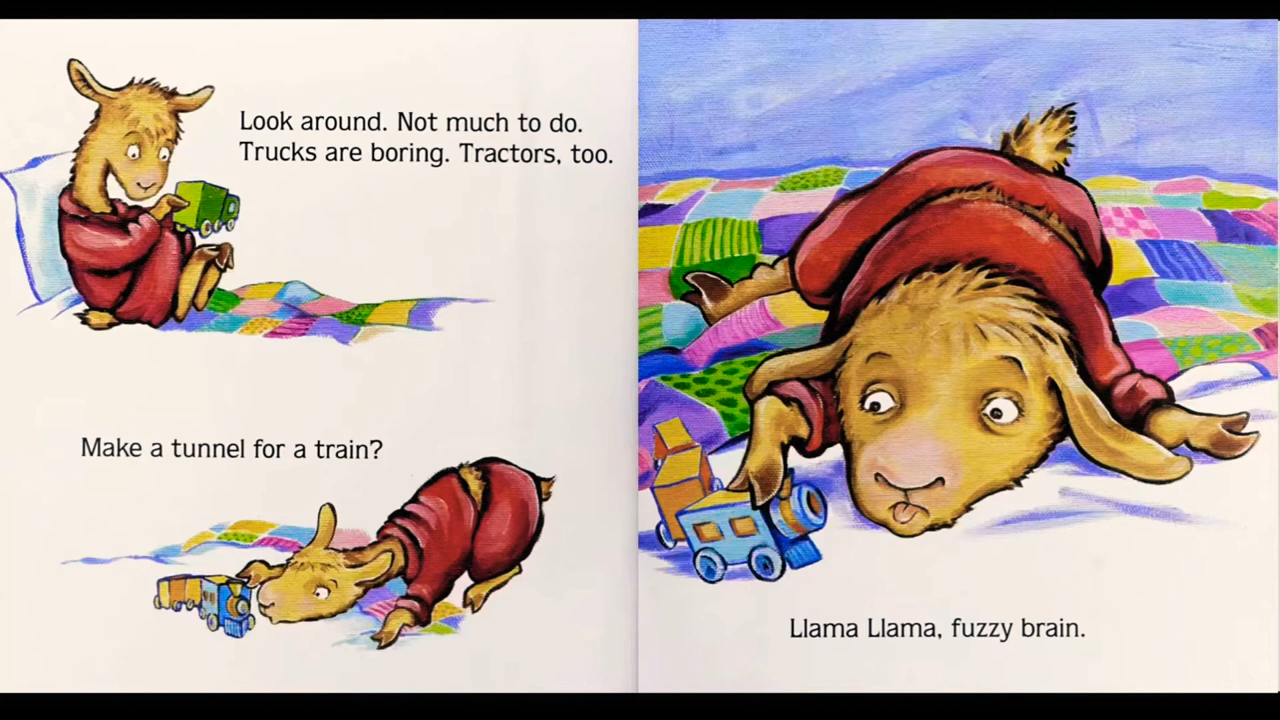 Look around. Not much to do.
Trucks are boring. Tractors, too.
Make a tunnel for a train?
Llama Llama, fuzzy brain.